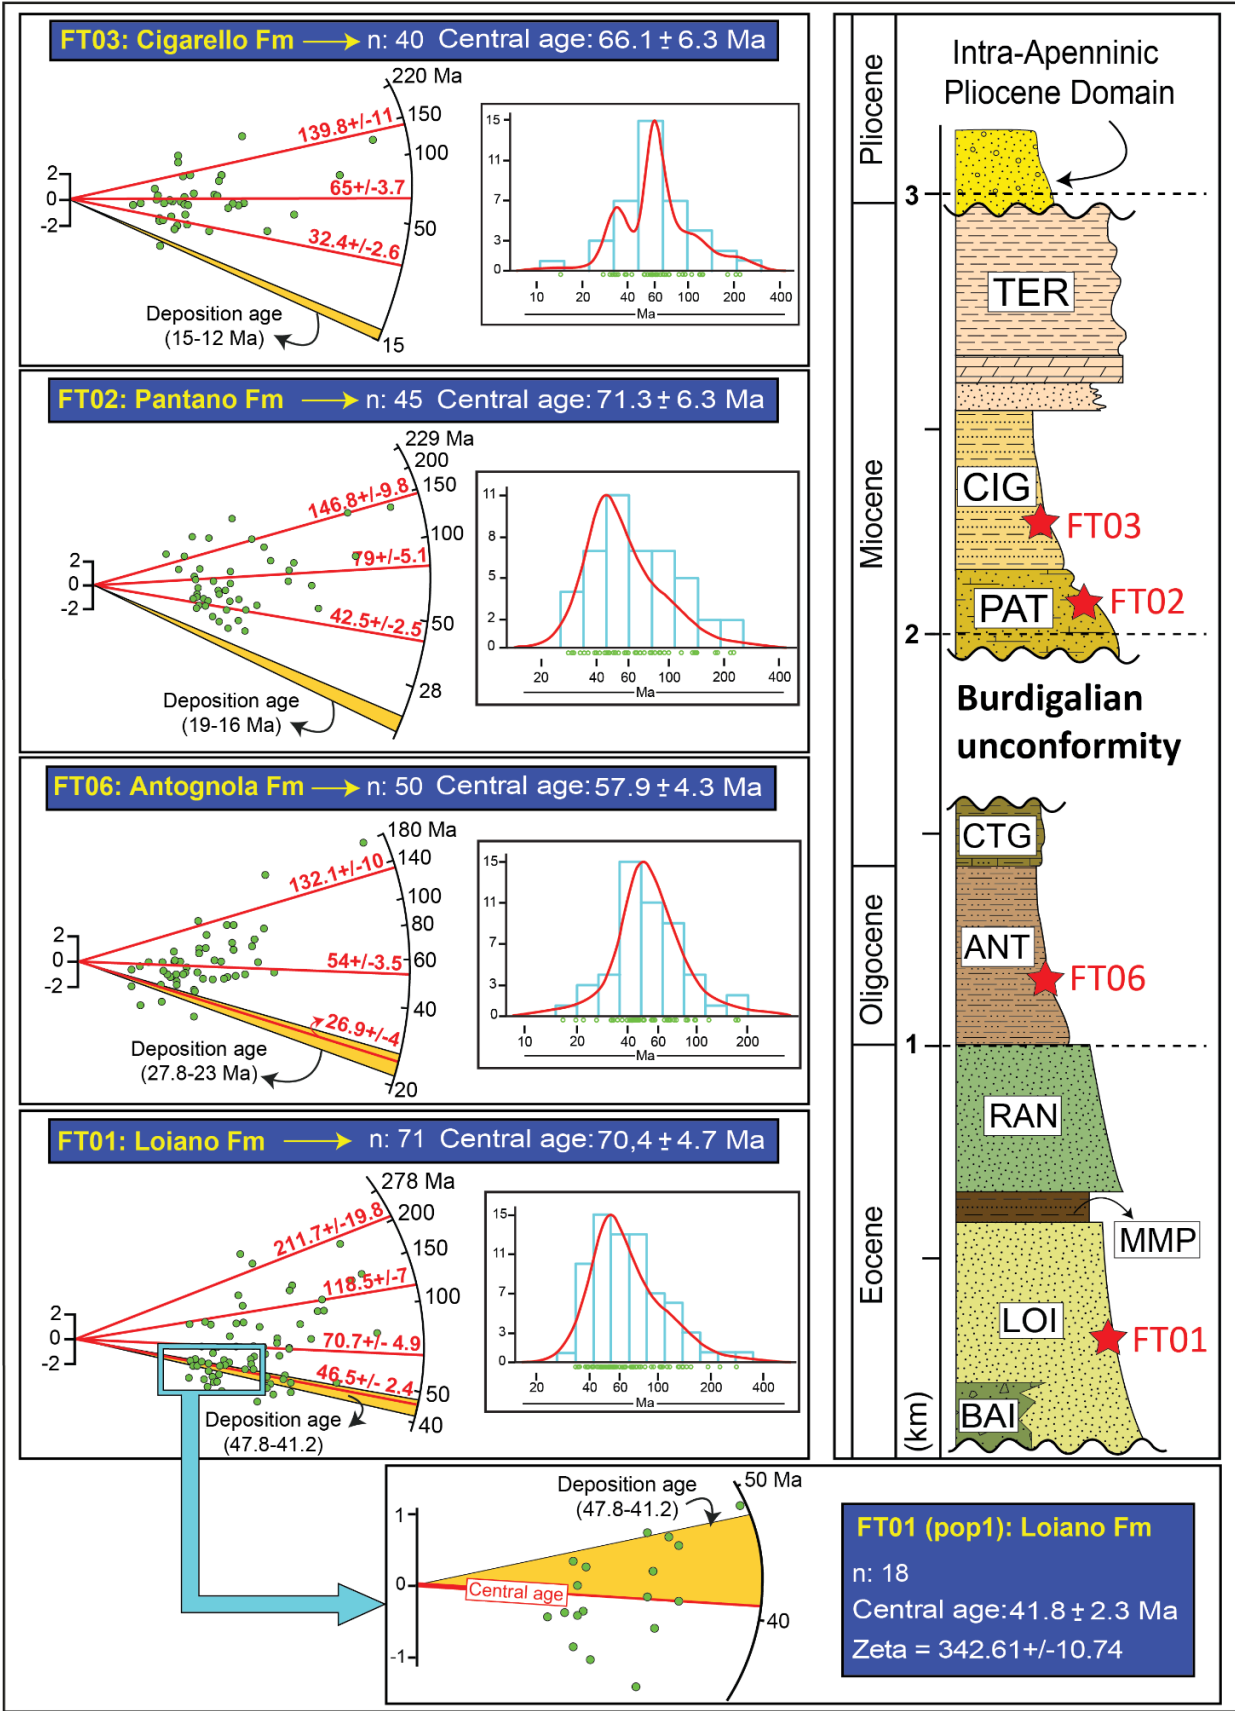 FT03: Cigarello Fm n: 40 Central age: 66.1 ± 6.3 Ma
220 Ma
150
100
50
15
139.8+/-11
65+/-3.7
32.4+/-2.6
2
0
-2
Deposition age
(15-12 Ma)
15
11
7
3
0
10 20 40 60 100 200 400
Ma
FT02: Pantano Fm n: 45 Central age: 71.3 ± 6.3 Ma
229 Ma
200
150
100
50
28
146.8+/-9.8
79+/-5.1
42.5+/-2.5
2
0
-2
Deposition age
(19-16 Ma)
11
8
5
2
0
20 40 60 100 200 400
Ma
FT06: Antognola Fm n: 50 Central age: 57.9 ± 4.3 Ma
180 Ma
140
100
80
60
40
20
132.1+/-10
54+/-3.5
26.9+/-4
2
0
-2
Deposition age
(27.8-23 Ma)
15
11
7
3
0
10 20 40 60 100 200
Ma
FT01: Loiano Fm n: 71 Central age: 70,4 ± 4.7 Ma
278 Ma
200
150
100
50
40
211.7+/-19.8
118.5+/-7
70.7+/- 4.9
46.5+/- 2.4
2
0
-2
Deposition age
(47.8-41.2)
15
11
7
3
0
20 40 60 100 200 400
Ma
Deposition age
(47.8-41.2)
50 Ma
40
1
0
-1
Central age
FT01 (pop1): Loiano Fm
n: 18
Central age: 41.8 ± 2.3 Ma
Zeta = 342.61+/-10.74
Pliocene
Miocene
Oligocene
Eocene
(km)
3
2
1
Intra-Apenninic
Pliocene Domain
TER
CIG
FT03
PAT
FT02
Burdigalian
unconformity
CTG
ANT
FT06
RAN
MMP
LOI
FT01
BAI